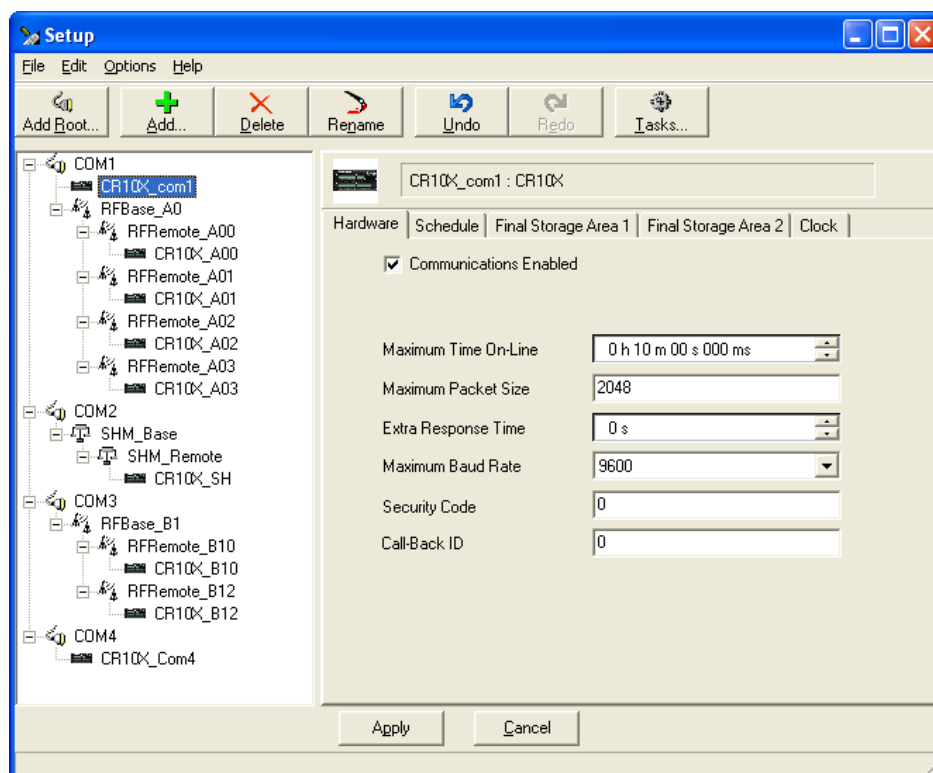 Setup
File Edit Options Help
Add Root... Add... Delete Rename Undo Redo Tasks...
COM1
CR10X_com1
RFBase_A0
RFRemote_A00
CR10X_A00
RFRemote_A01
CR10X_A01
RFRemote_A02
CR10X_A02
RFRemote_A03
CR10X_A03
COM2
SHM_Base
SHM_Remote
CR10X_SH
COM3
RFBase_B1
RFRemote_B10
CR10X_B10
RFRemote_B12
CR10X_B12
COM4
CR10X_Com4
CR10X_com1 : CR10X
Hardware Schedule Final Storage Area 1 Final Storage Area 2 Clock
Communications Enabled
Maximum Time On-Line 0 h 10 m 00 s 000 ms
Maximum Packet Size 2048
Extra Response Time 0 s
Maximum Baud Rate 9600
Security Code 0
Call-Back ID 0
Apply Cancel